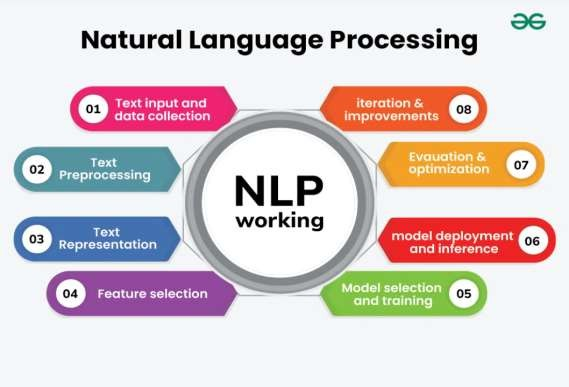 Natural Language Processing
01
Text input and
data collection
02
Text
Preprocessing
03
Text
Representation
04
Feature selection
NLP
working
iteration &
improvements
08
Evauation &
optimization
07
model deployment
and inference
06
Model selection
and training
05